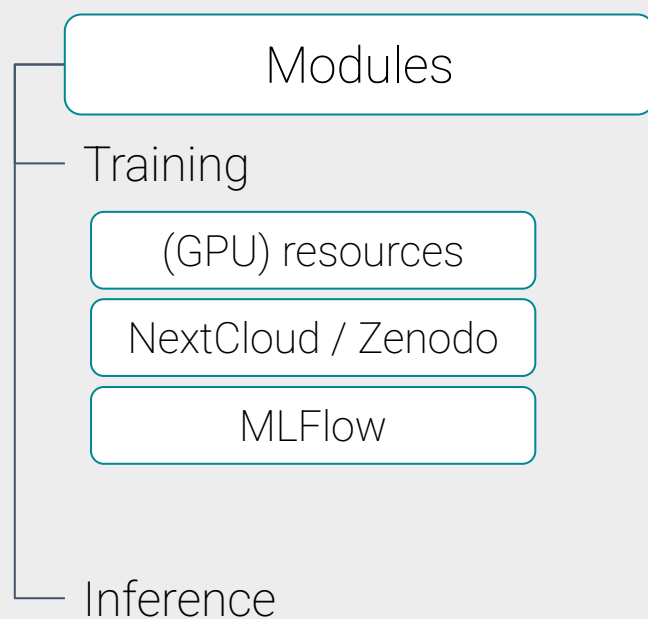 Modules
Training
(GPU) resources
NextCloud / Zenodo
MLFlow
Inference